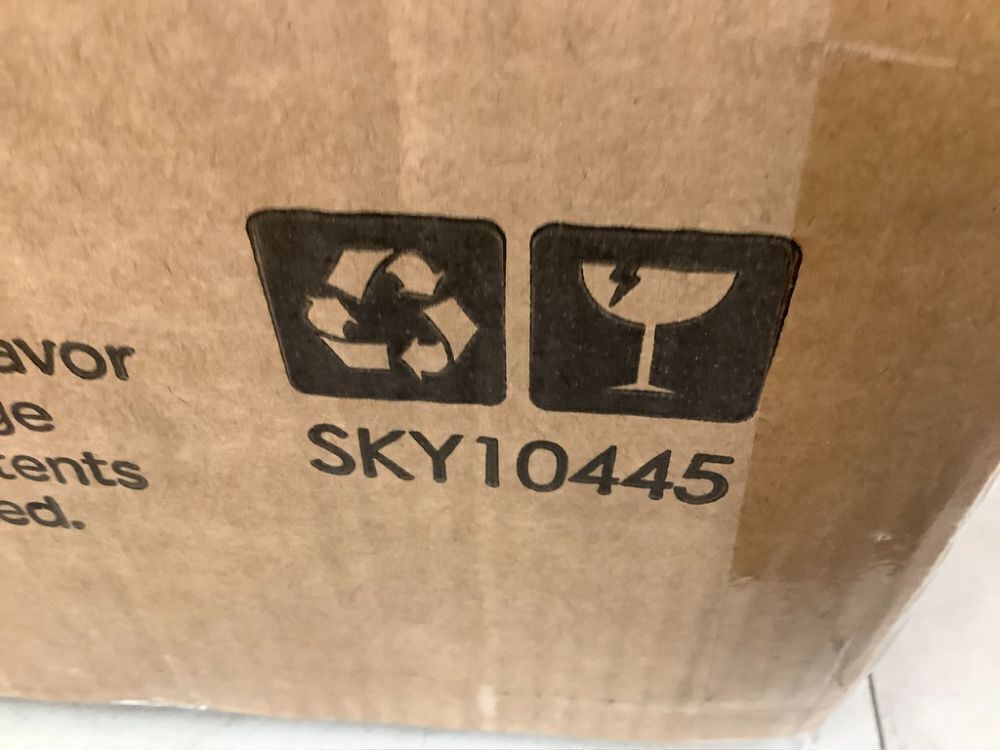 avor
ge
tents
ed.
SKY10445